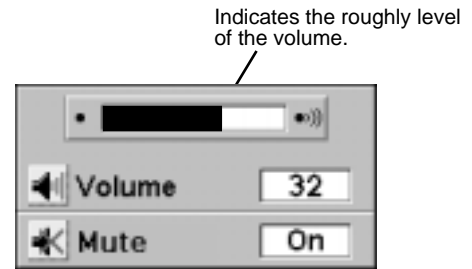 Indicates the roughly level
of the volume.
Volume 32
Mute On